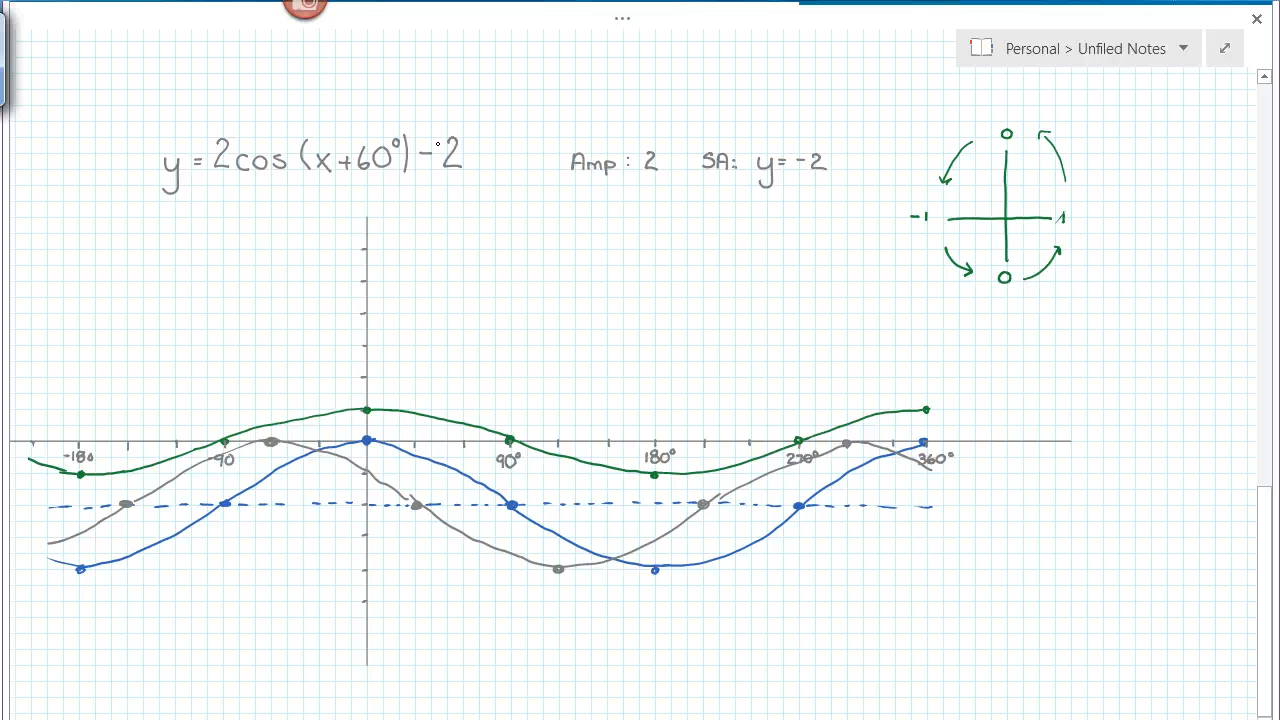 ...
Personal > Unfiled Notes
y = 2cos (x+60°) -2
Amp : 2
SA: y = -2
0
-1
1
0
-180
-90
90°
180°
270°
360°